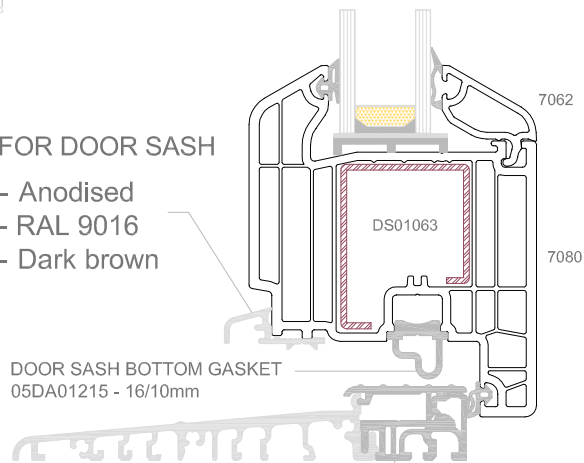 7062
FOR DOOR SASH
- Anodised
- RAL 9016
- Dark brown
DS01063
7080
DOOR SASH BOTTOM GASKET
05DA01215 - 16/10mm